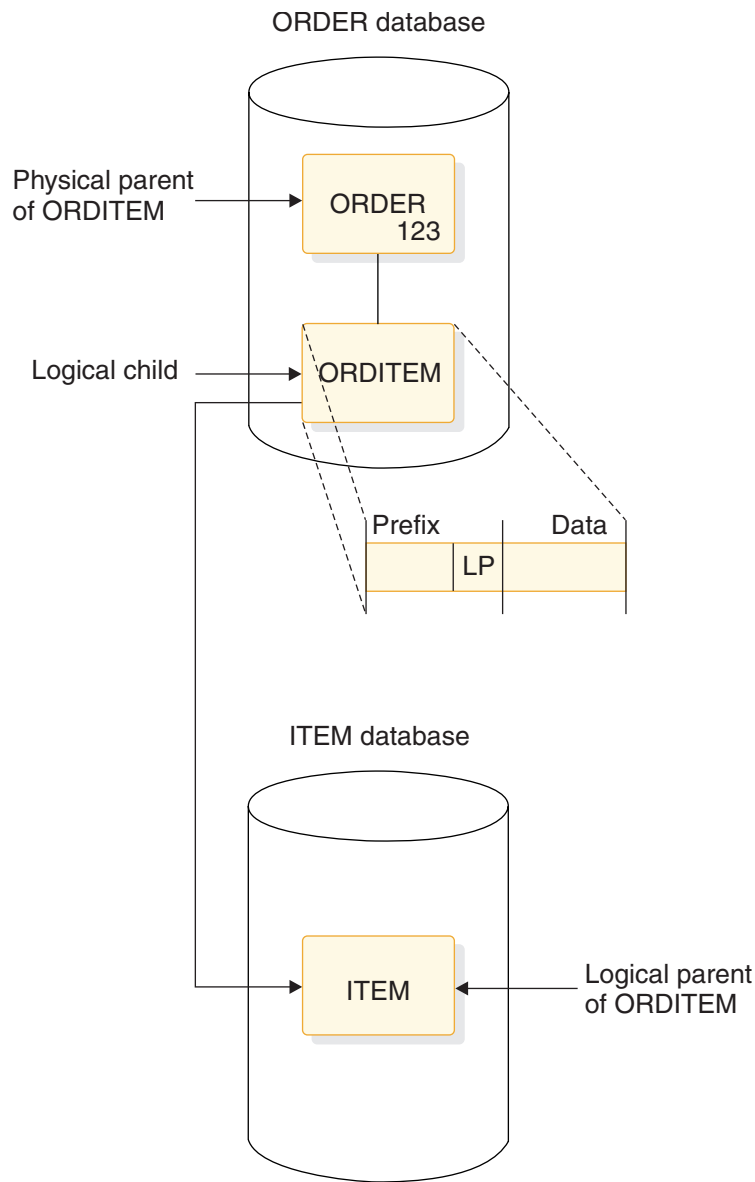 ORDER database
Physical parent
of ORDITEM
ORDER
123
Logical child
ORDITEM
Prefix
Data
LP
ITEM database
ITEM
Logical parent
of ORDITEM